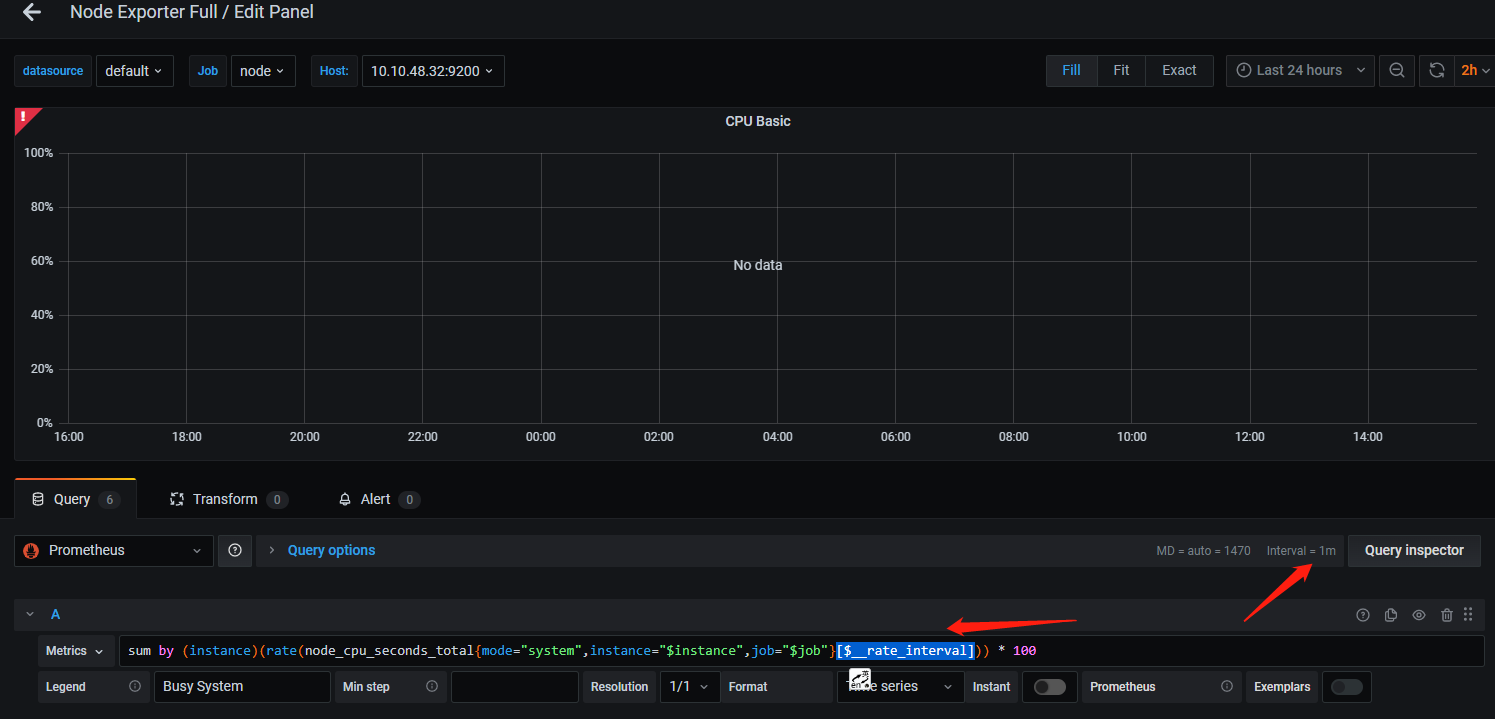 Node Exporter Full / Edit Panel
datasource default Job node Host: 10.10.48.32:9200 Fill Fit Exact Last 24 hours 2h
!
CPU Basic
100%
80%
60%
40%
20%
0%
No data
16:00 18:00 20:00 22:00 00:00 02:00 04:00 06:00 08:00 10:00 12:00 14:00
Query 6 Transform 0 Alert 0
Prometheus Query options MD = auto = 1470 Interval = 1m Query inspector
A
Metrics sum by (instance)(rate(node_cpu_seconds_total{mode="system",instance="$instance",job="$job"}[$__rate_interval])) * 100
Legend Busy System Min step Resolution 1/1 Format series Instant Prometheus Exemplars